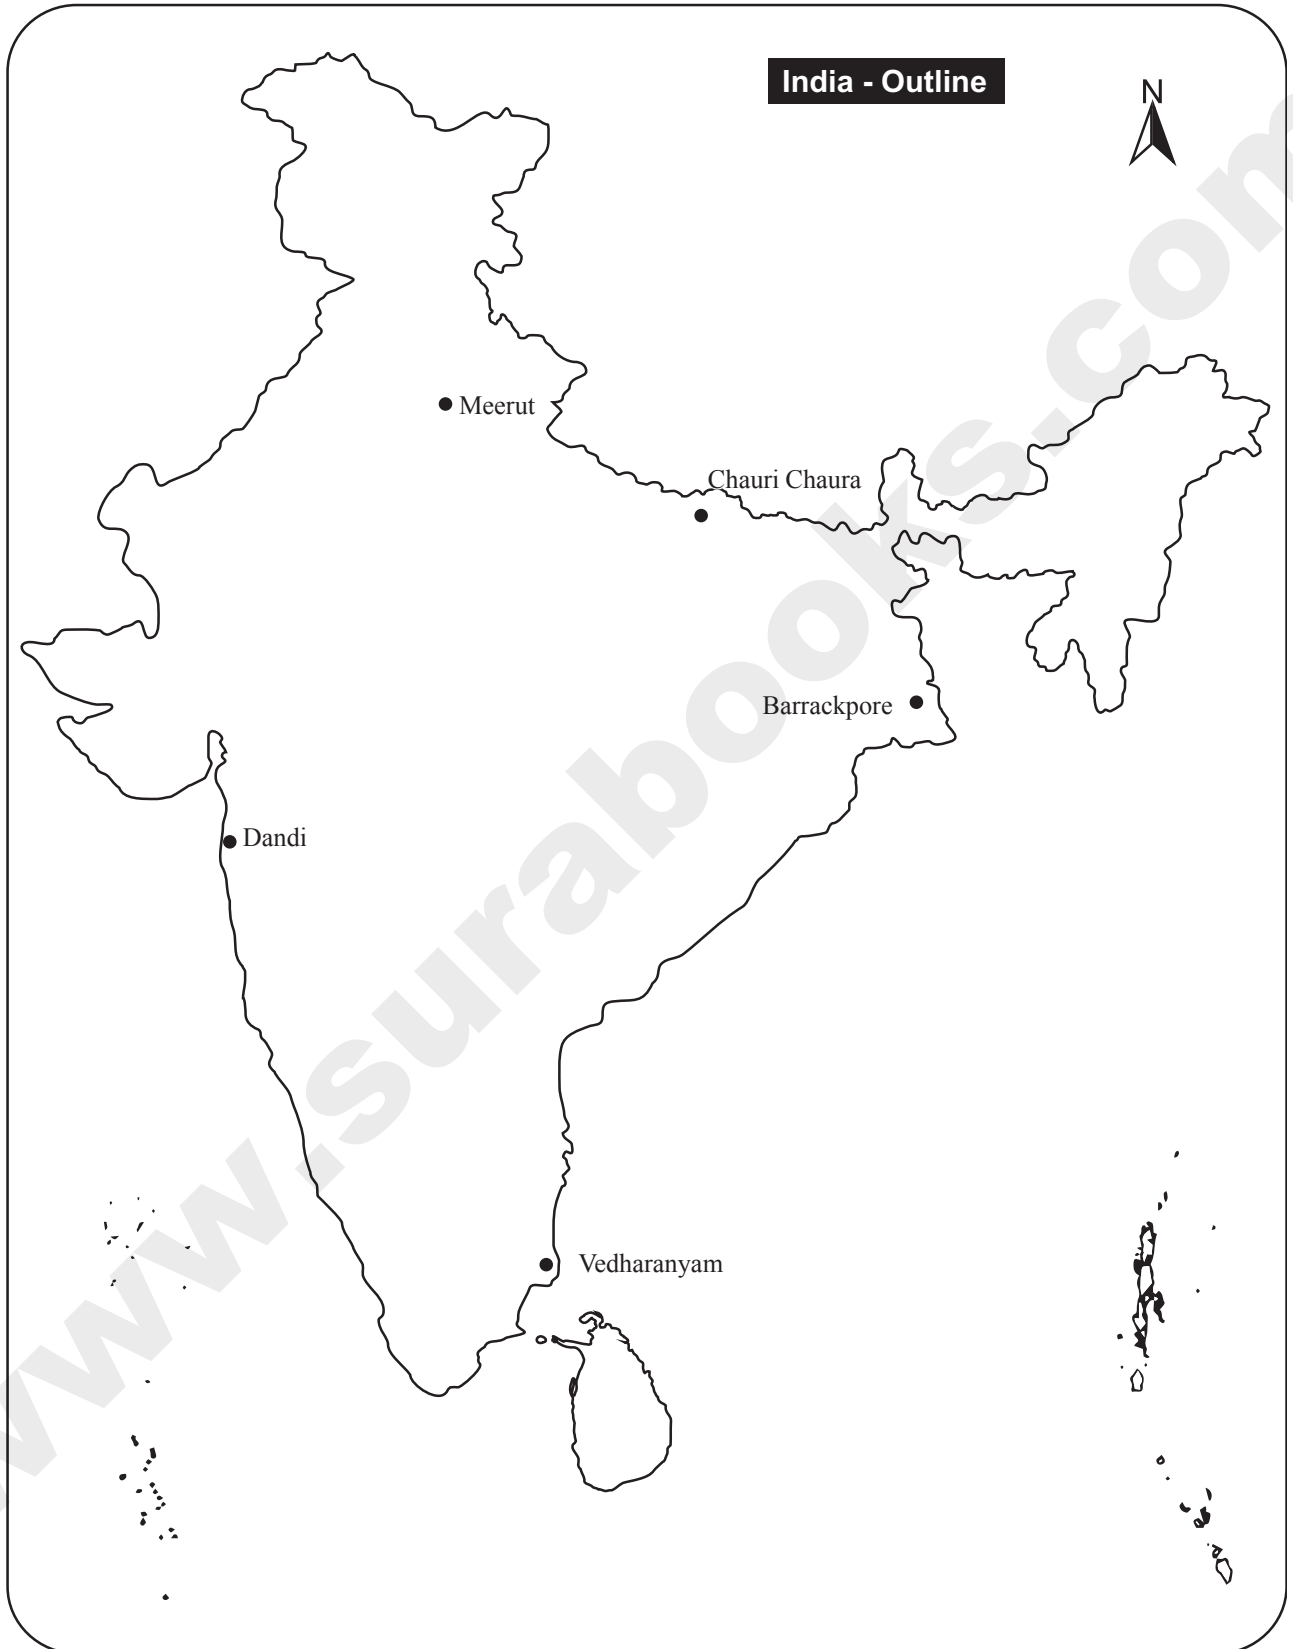 India - Outline
N
Meerut
Chauri Chaura
Barrackpore
Dandi
Vedharanyam
www.surabooks.com